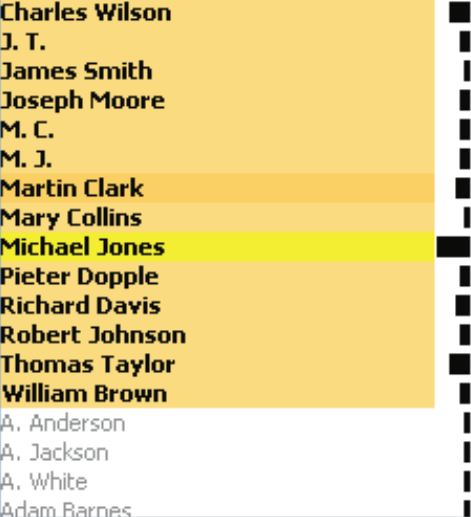 Charles Wilson
J. T.
James Smith
Joseph Moore
M. C.
M. J.
Martin Clark
Mary Collins
Michael Jones
Pieter Dopple
Richard Davis
Robert Johnson
Thomas Taylor
William Brown
A. Anderson
A. Jackson
A. White
Adam Barnes